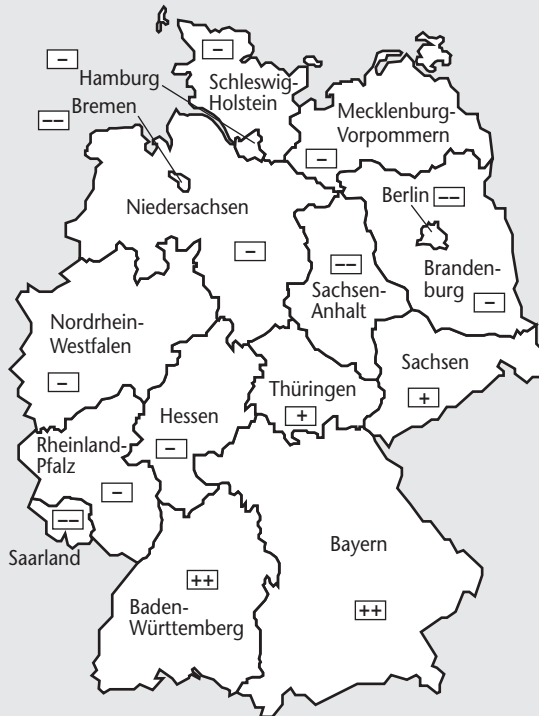 –
Schleswig-
Holstein
–
Hamburg
Bremen
––
Mecklenburg-
Vorpommern
–
Niedersachsen
–
Berlin ––
Branden-
burg –
––
Sachsen-
Anhalt
Nordrhein-
Westfalen
–
Sachsen
+
Thüringen
+
Hessen
–
Rheinland-
Pfalz
–
––
Saarland
Bayern
++
++
Baden-
Württemberg